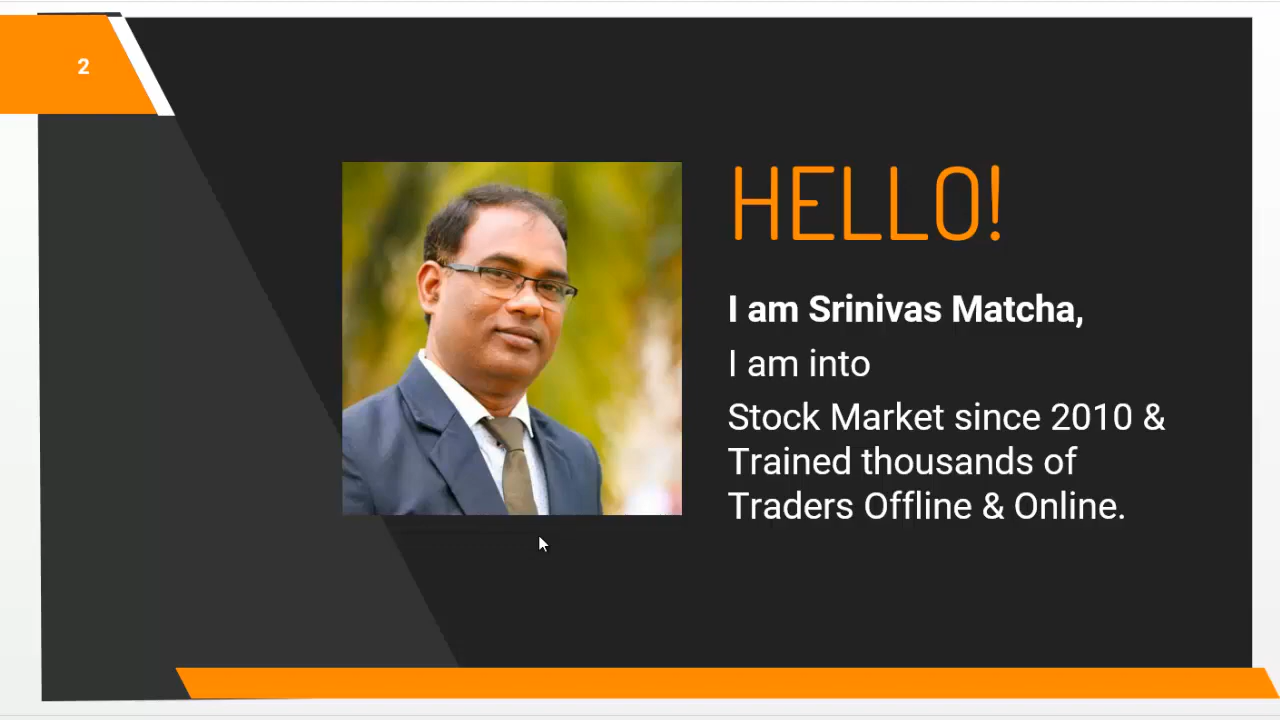 2
HELLO!
I am Srinivas Matcha,
I am into
Stock Market since 2010 &
Trained thousands of
Traders Offline & Online.